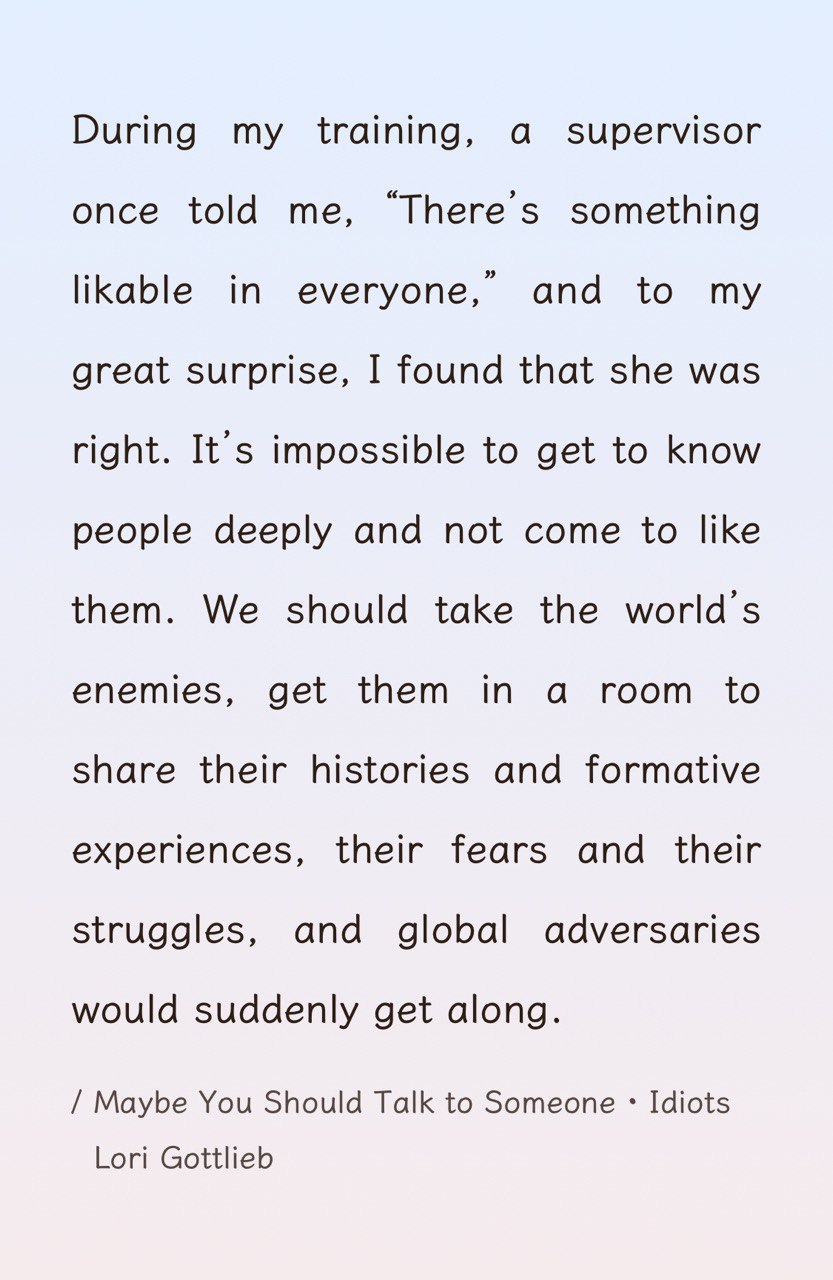 During my training, a supervisor
once told me, “There’s something
likable in everyone,” and to my
great surprise, I found that she was
right. It’s impossible to get to know
people deeply and not come to like
them. We should take the world’s
enemies, get them in a room to
share their histories and formative
experiences, their fears and their
struggles, and global adversaries
would suddenly get along.
/ Maybe You Should Talk to Someone • Idiots
Lori Gottlieb